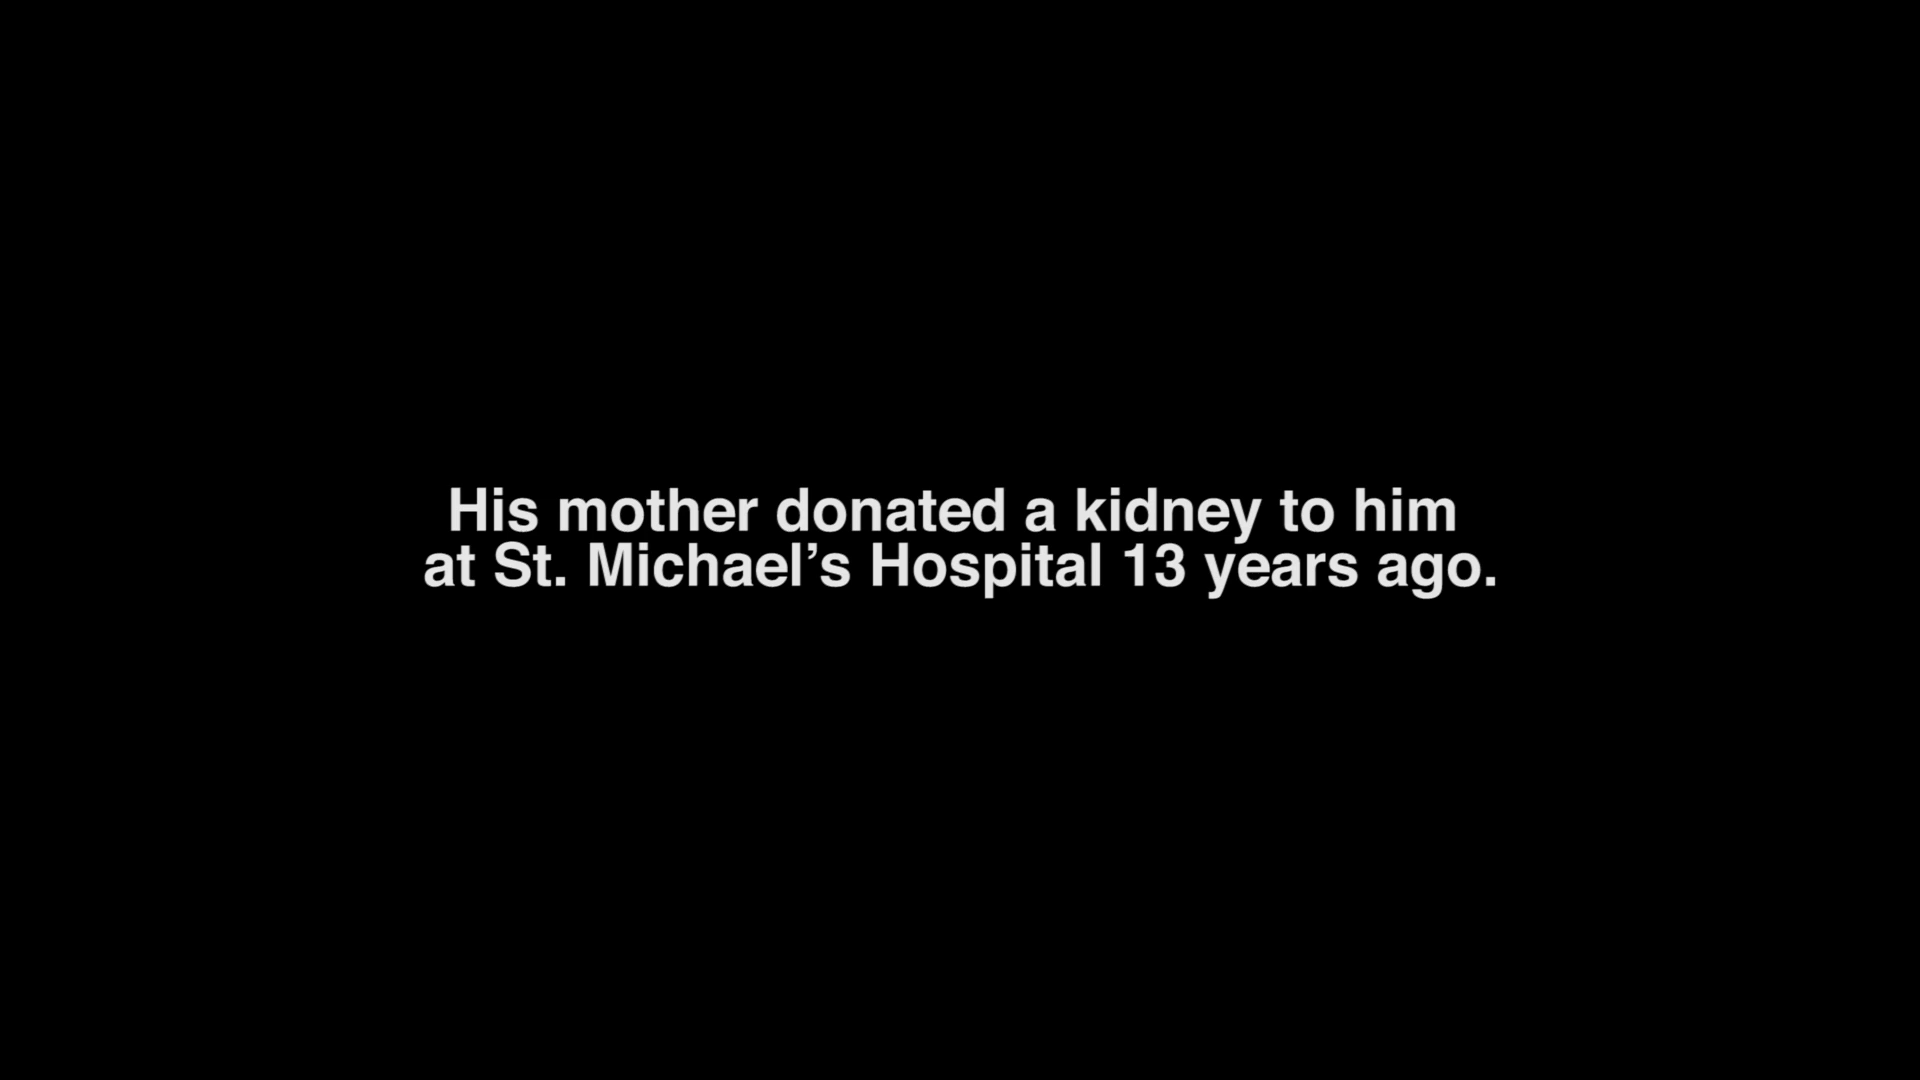 His mother donated a kidney to him
at St. Michael’s Hospital 13 years ago.